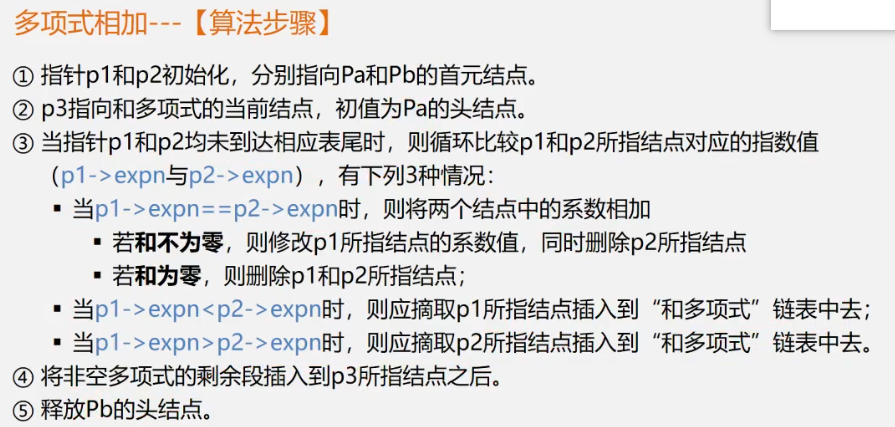 多项式相加---【算法步骤】
① 指针p1和p2初始化，分别指向Pa和Pb的首元结点。
② p3指向和多项式的当前结点，初值为Pa的头结点。
③ 当指针p1和p2均未到达相应表尾时，则循环比较p1和p2所指结点对应的指数值
（p1->expn与p2->expn），有下列3种情况：
▪ 当p1->expn==p2->expn时，则将两个结点中的系数相加
▪ 若和不为零，则修改p1所指结点的系数值，同时删除p2所指结点
▪ 若和为零，则删除p1和p2所指结点；
▪ 当p1->expn<p2->expn时，则应摘取p1所指结点插入到“和多项式”链表中去；
▪ 当p1->expn>p2->expn时，则应摘取p2所指结点插入到“和多项式”链表中去。
④ 将非空多项式的剩余段插入到p3所指结点之后。
⑤ 释放Pb的头结点。